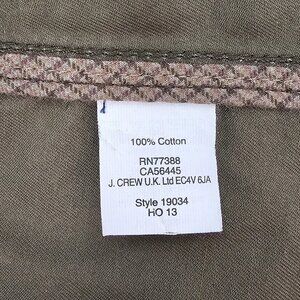 100% Cotton
RN77388
CA56445
J. CREW U.K. Ltd EC4V 6JA
Style 19034
HO 13